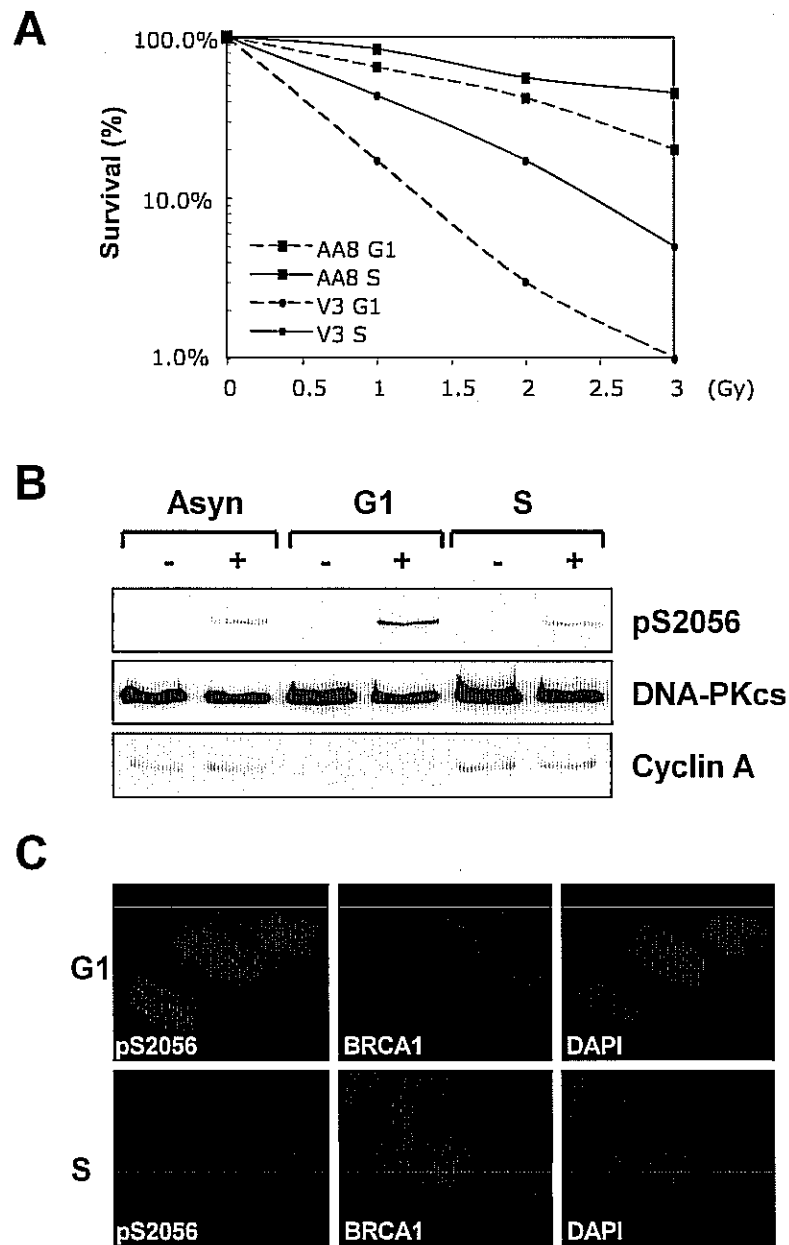 A
100.0%
10.0%
1.0%
Survival (%)
AA8 G1
AA8 S
V3 G1
V3 S
0 0.5 1 1.5 2 2.5 3 (Gy)
B
Asyn G1 S
- + - + - +
pS2056
DNA-PKcs
Cyclin A
C
G1
pS2056 BRCA1 DAPI
S
pS2056 BRCA1 DAPI